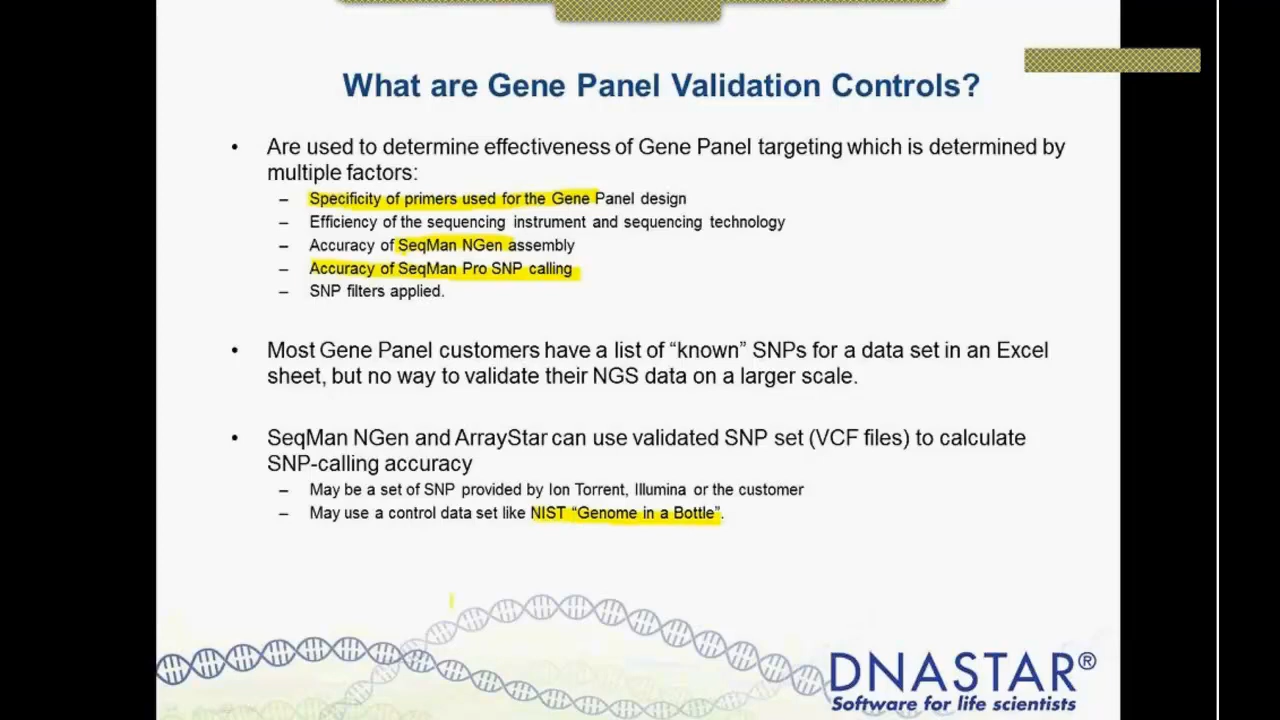 What are Gene Panel Validation Controls?
• Are used to determine effectiveness of Gene Panel targeting which is determined by
multiple factors:
– Specificity of primers used for the Gene Panel design
– Efficiency of the sequencing instrument and sequencing technology
– Accuracy of SeqMan NGen assembly
– Accuracy of SeqMan Pro SNP calling
– SNP filters applied.
• Most Gene Panel customers have a list of “known” SNPs for a data set in an Excel
sheet, but no way to validate their NGS data on a larger scale.
• SeqMan NGen and ArrayStar can use validated SNP set (VCF files) to calculate
SNP-calling accuracy
– May be a set of SNP provided by Ion Torrent, Illumina or the customer
– May use a control data set like NIST “Genome in a Bottle”.
DNASTAR®
Software for life scientists